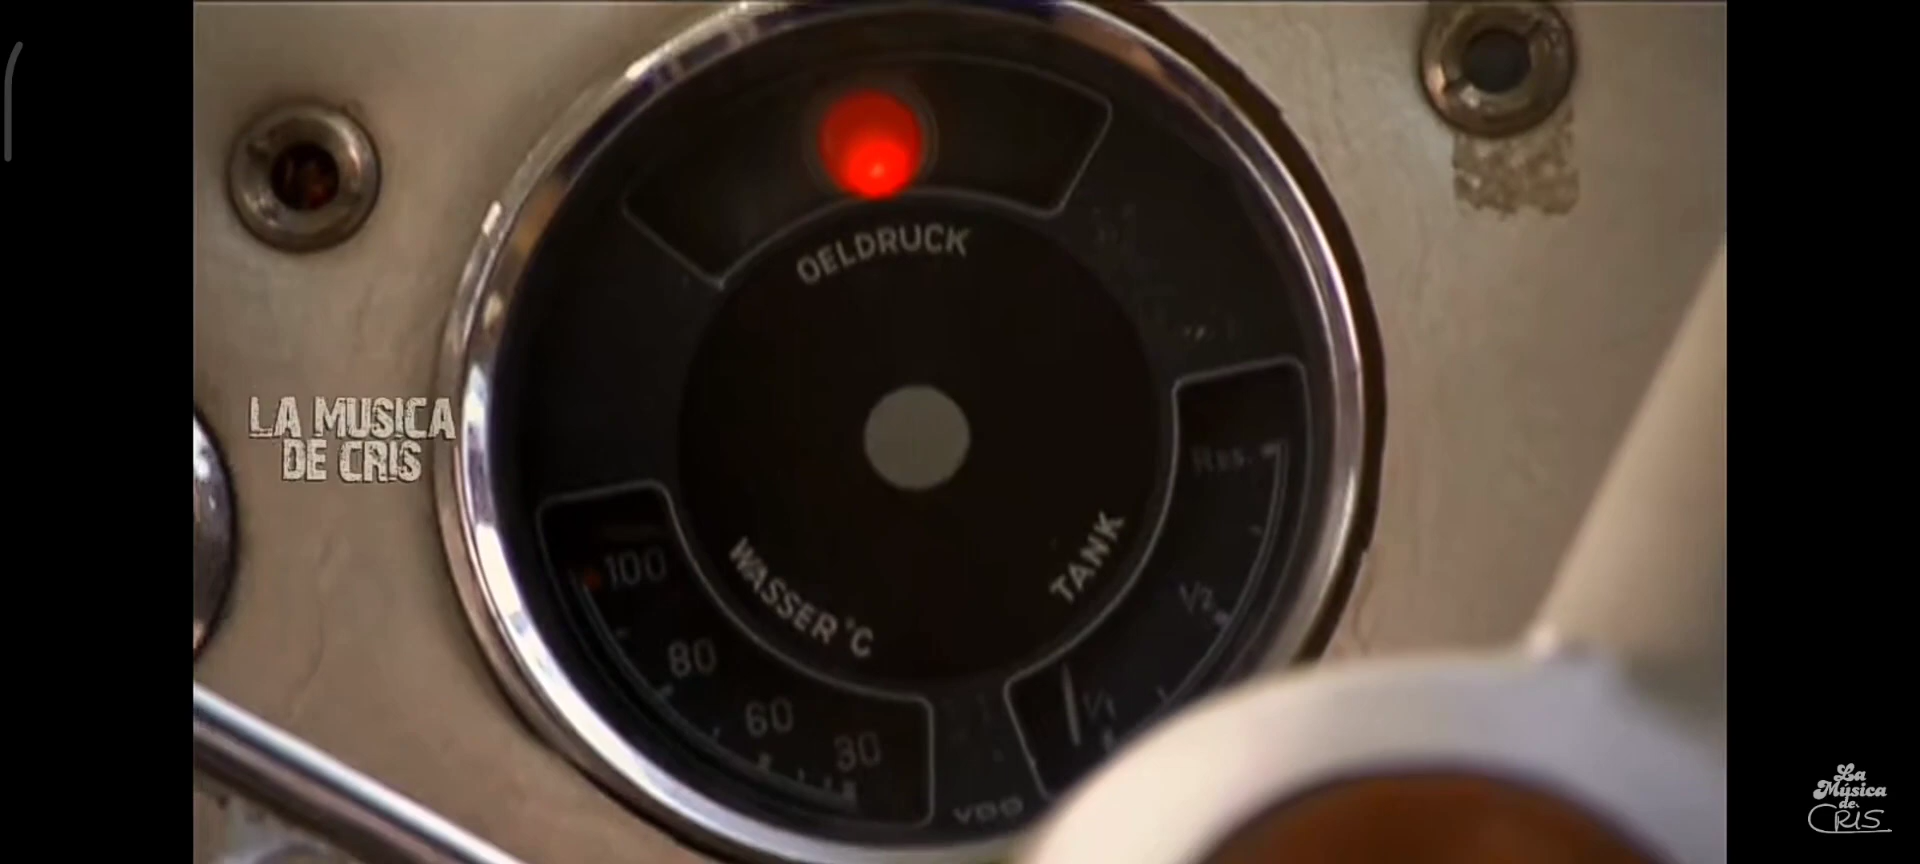 OELDRUCK
LA MUSICA
DE CRIS
Res.
100
WASSER °C
TANK
1/2
80
60
30
1/1
VDO
La
Música
de
CRIS